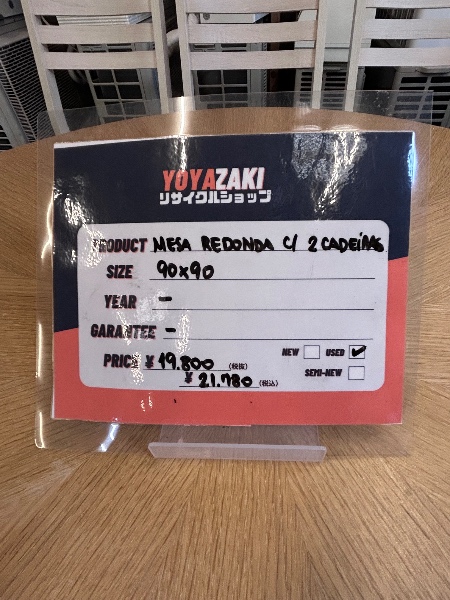 YOYAZAKI
リサイクルショップ
PRODUCT MESA REDONDA C/ 2 CADEIRAS
SIZE 90x90
YEAR -
GARANTEE -
PRICE ¥ 19.800 (税抜) NEW USED ✔
¥ 21.780 (税込) SEMI-NEW